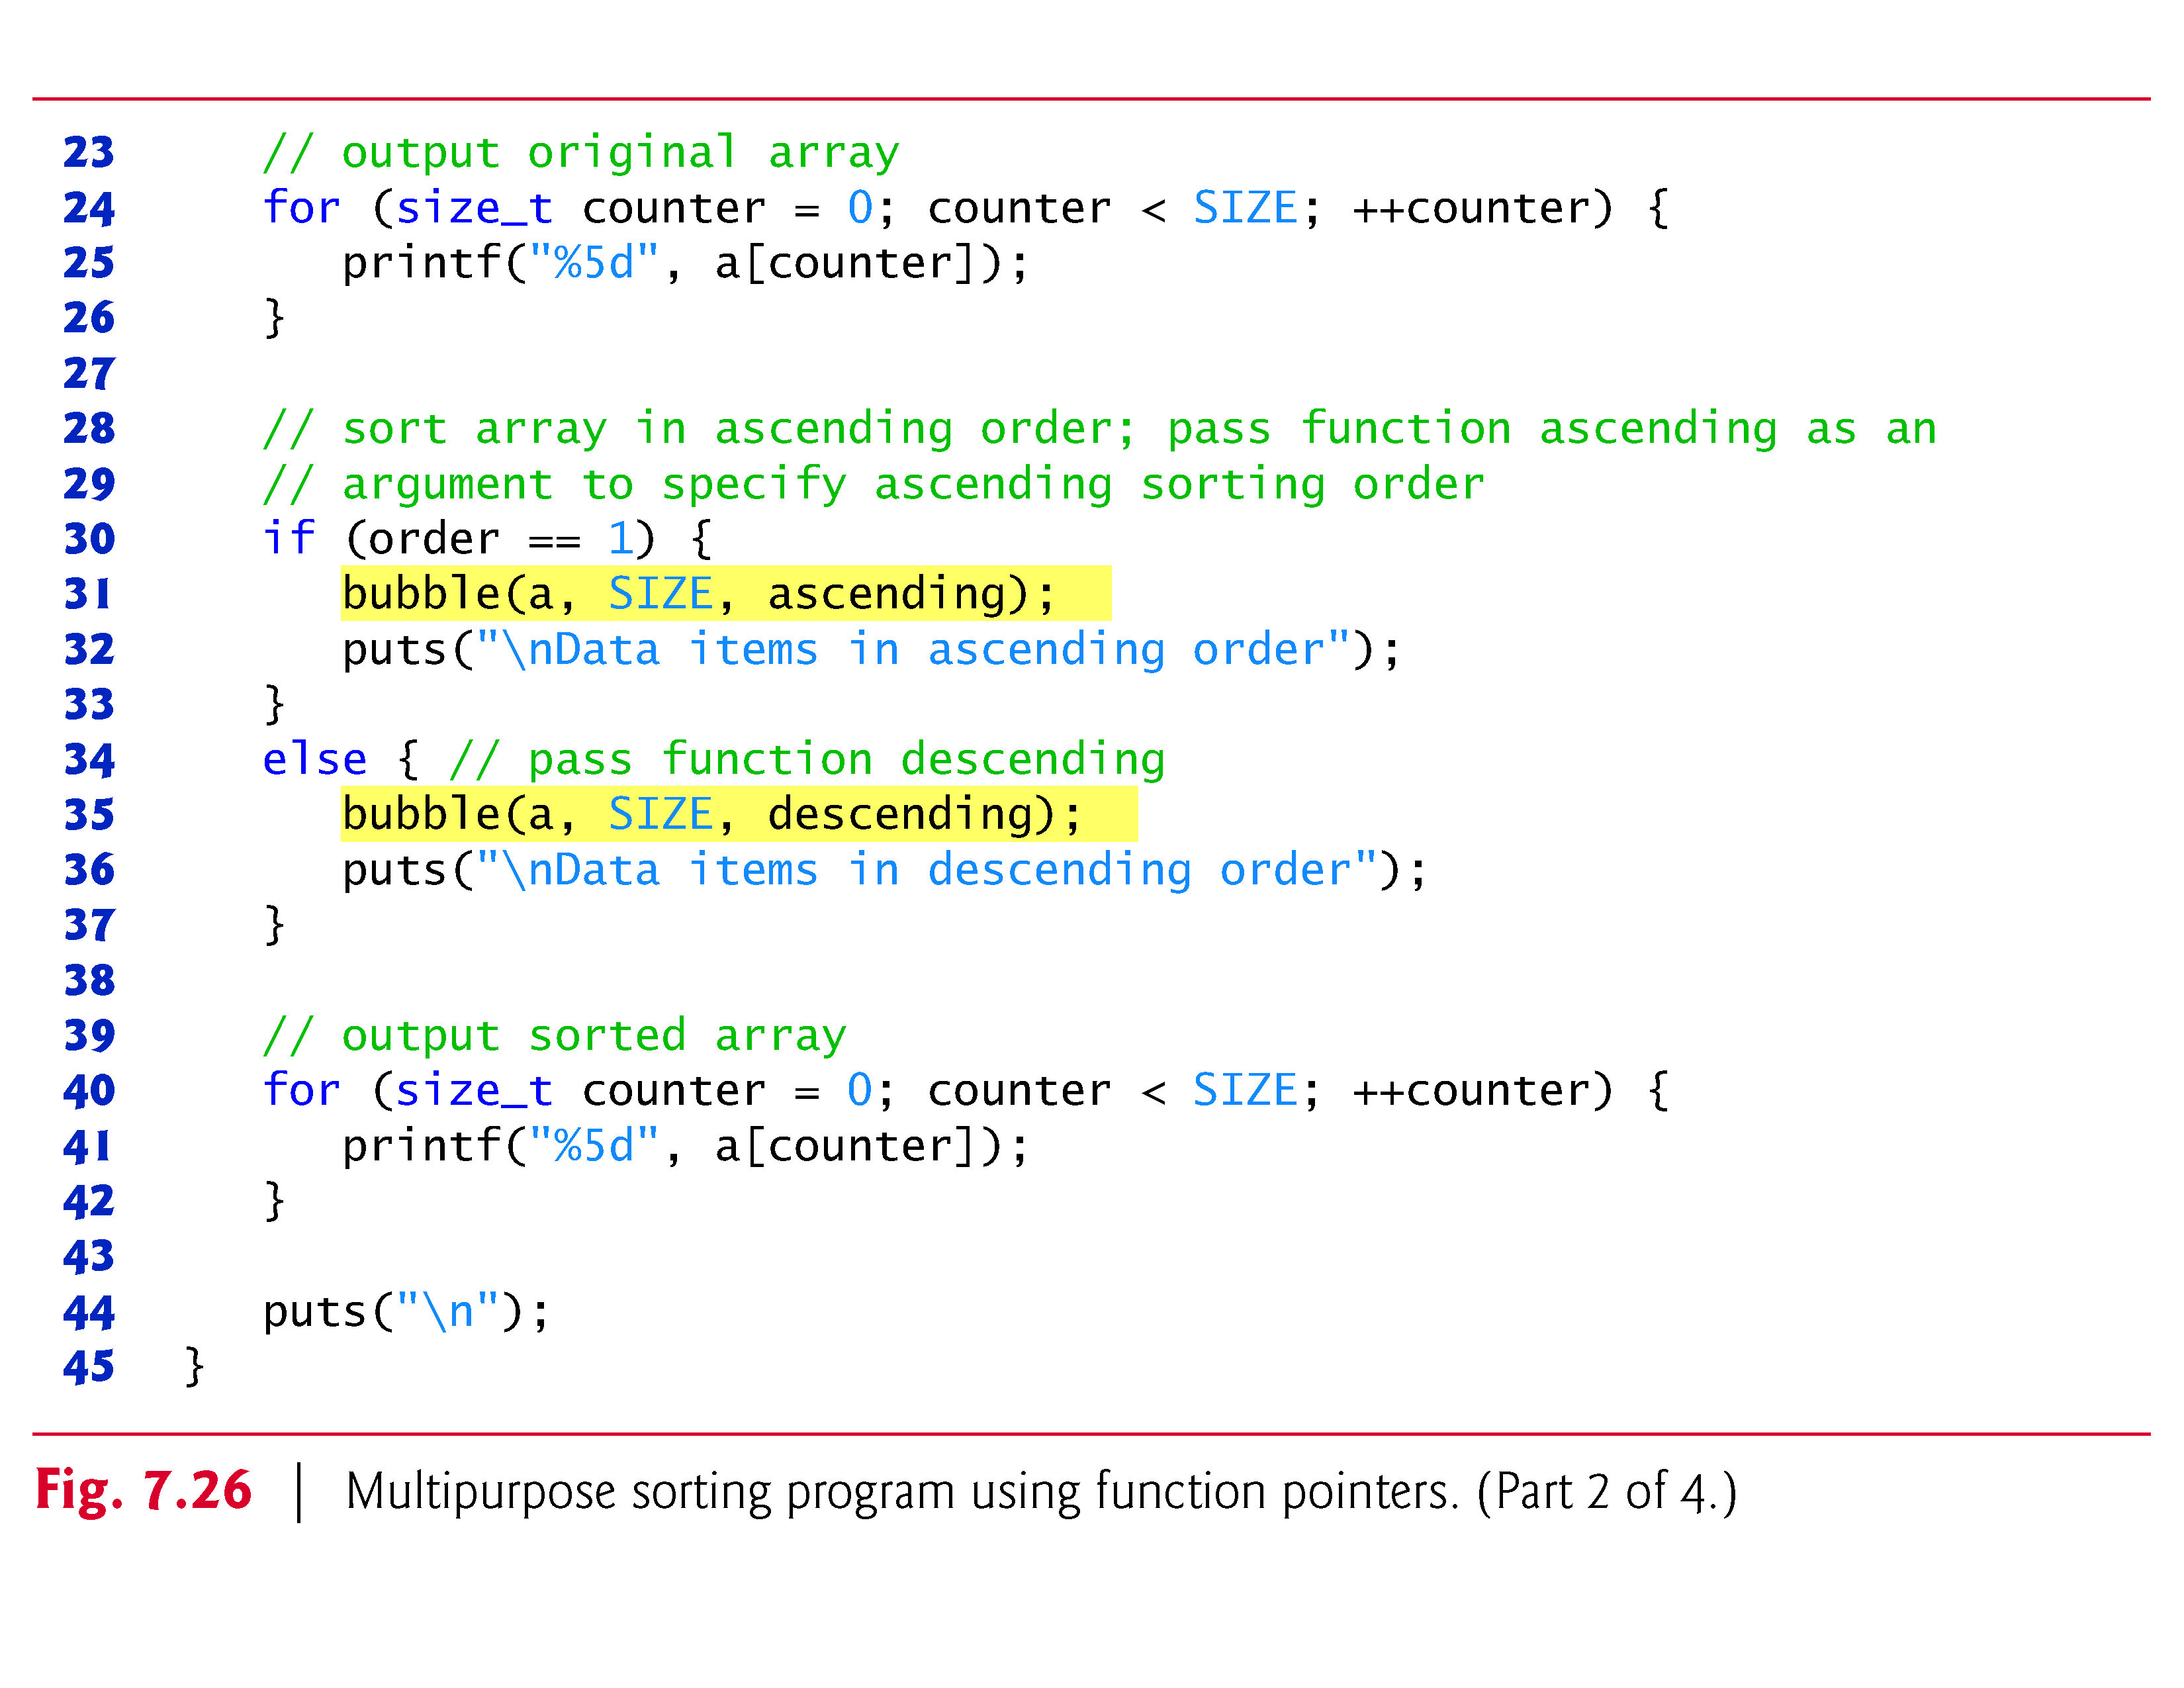 23 // output original array
24 for (size_t counter = 0; counter < SIZE; ++counter) {
25 printf("%5d", a[counter]);
26 }
27
28 // sort array in ascending order; pass function ascending as an
29 // argument to specify ascending sorting order
30 if (order == 1) {
31 bubble(a, SIZE, ascending);
32 puts("\nData items in ascending order");
33 }
34 else { // pass function descending
35 bubble(a, SIZE, descending);
36 puts("\nData items in descending order");
37 }
38
39 // output sorted array
40 for (size_t counter = 0; counter < SIZE; ++counter) {
41 printf("%5d", a[counter]);
42 }
43
44 puts("\n");
45 }
Fig. 7.26 | Multipurpose sorting program using function pointers. (Part 2 of 4.)